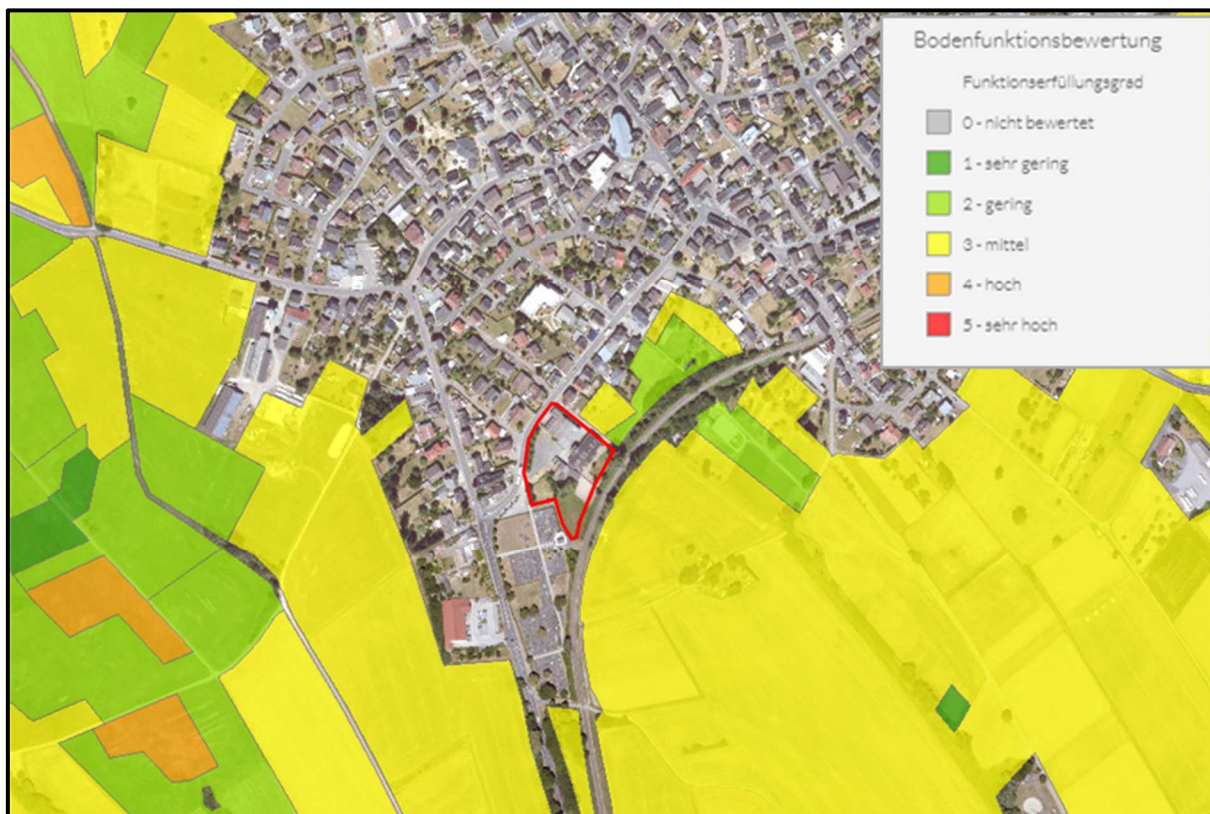 Bodenfunktionsbewertung
Funktionserfüllungsgrad
0 - nicht bewertet
1 - sehr gering
2 - gering
3 - mittel
4 - hoch
5 - sehr hoch